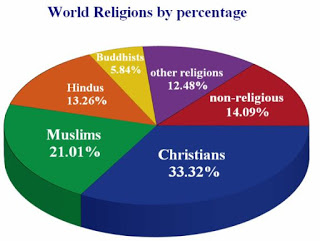 World Religions by percentage
Buddhists
5.84%
other religions
12.48%
Hindus
13.26%
non-religious
14.09%
Muslims
21.01%
Christians
33.32%